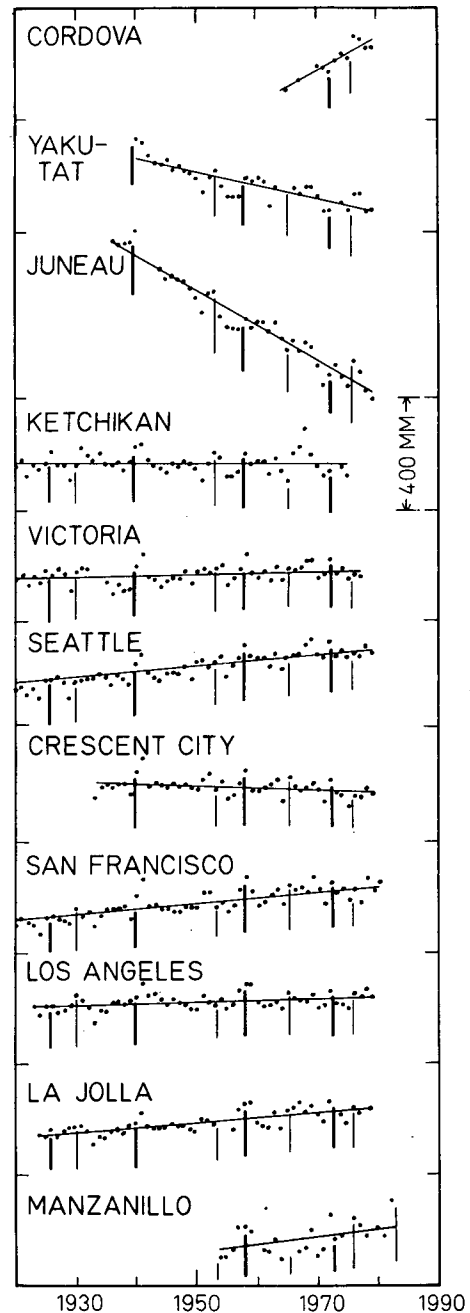 CORDOVA
YAKU-
TAT
JUNEAU
KETCHIKAN
400 MM
VICTORIA
SEATTLE
CRESCENT CITY
SAN FRANCISCO
LOS ANGELES
LA JOLLA
MANZANILLO
1930 1950 1970 1990